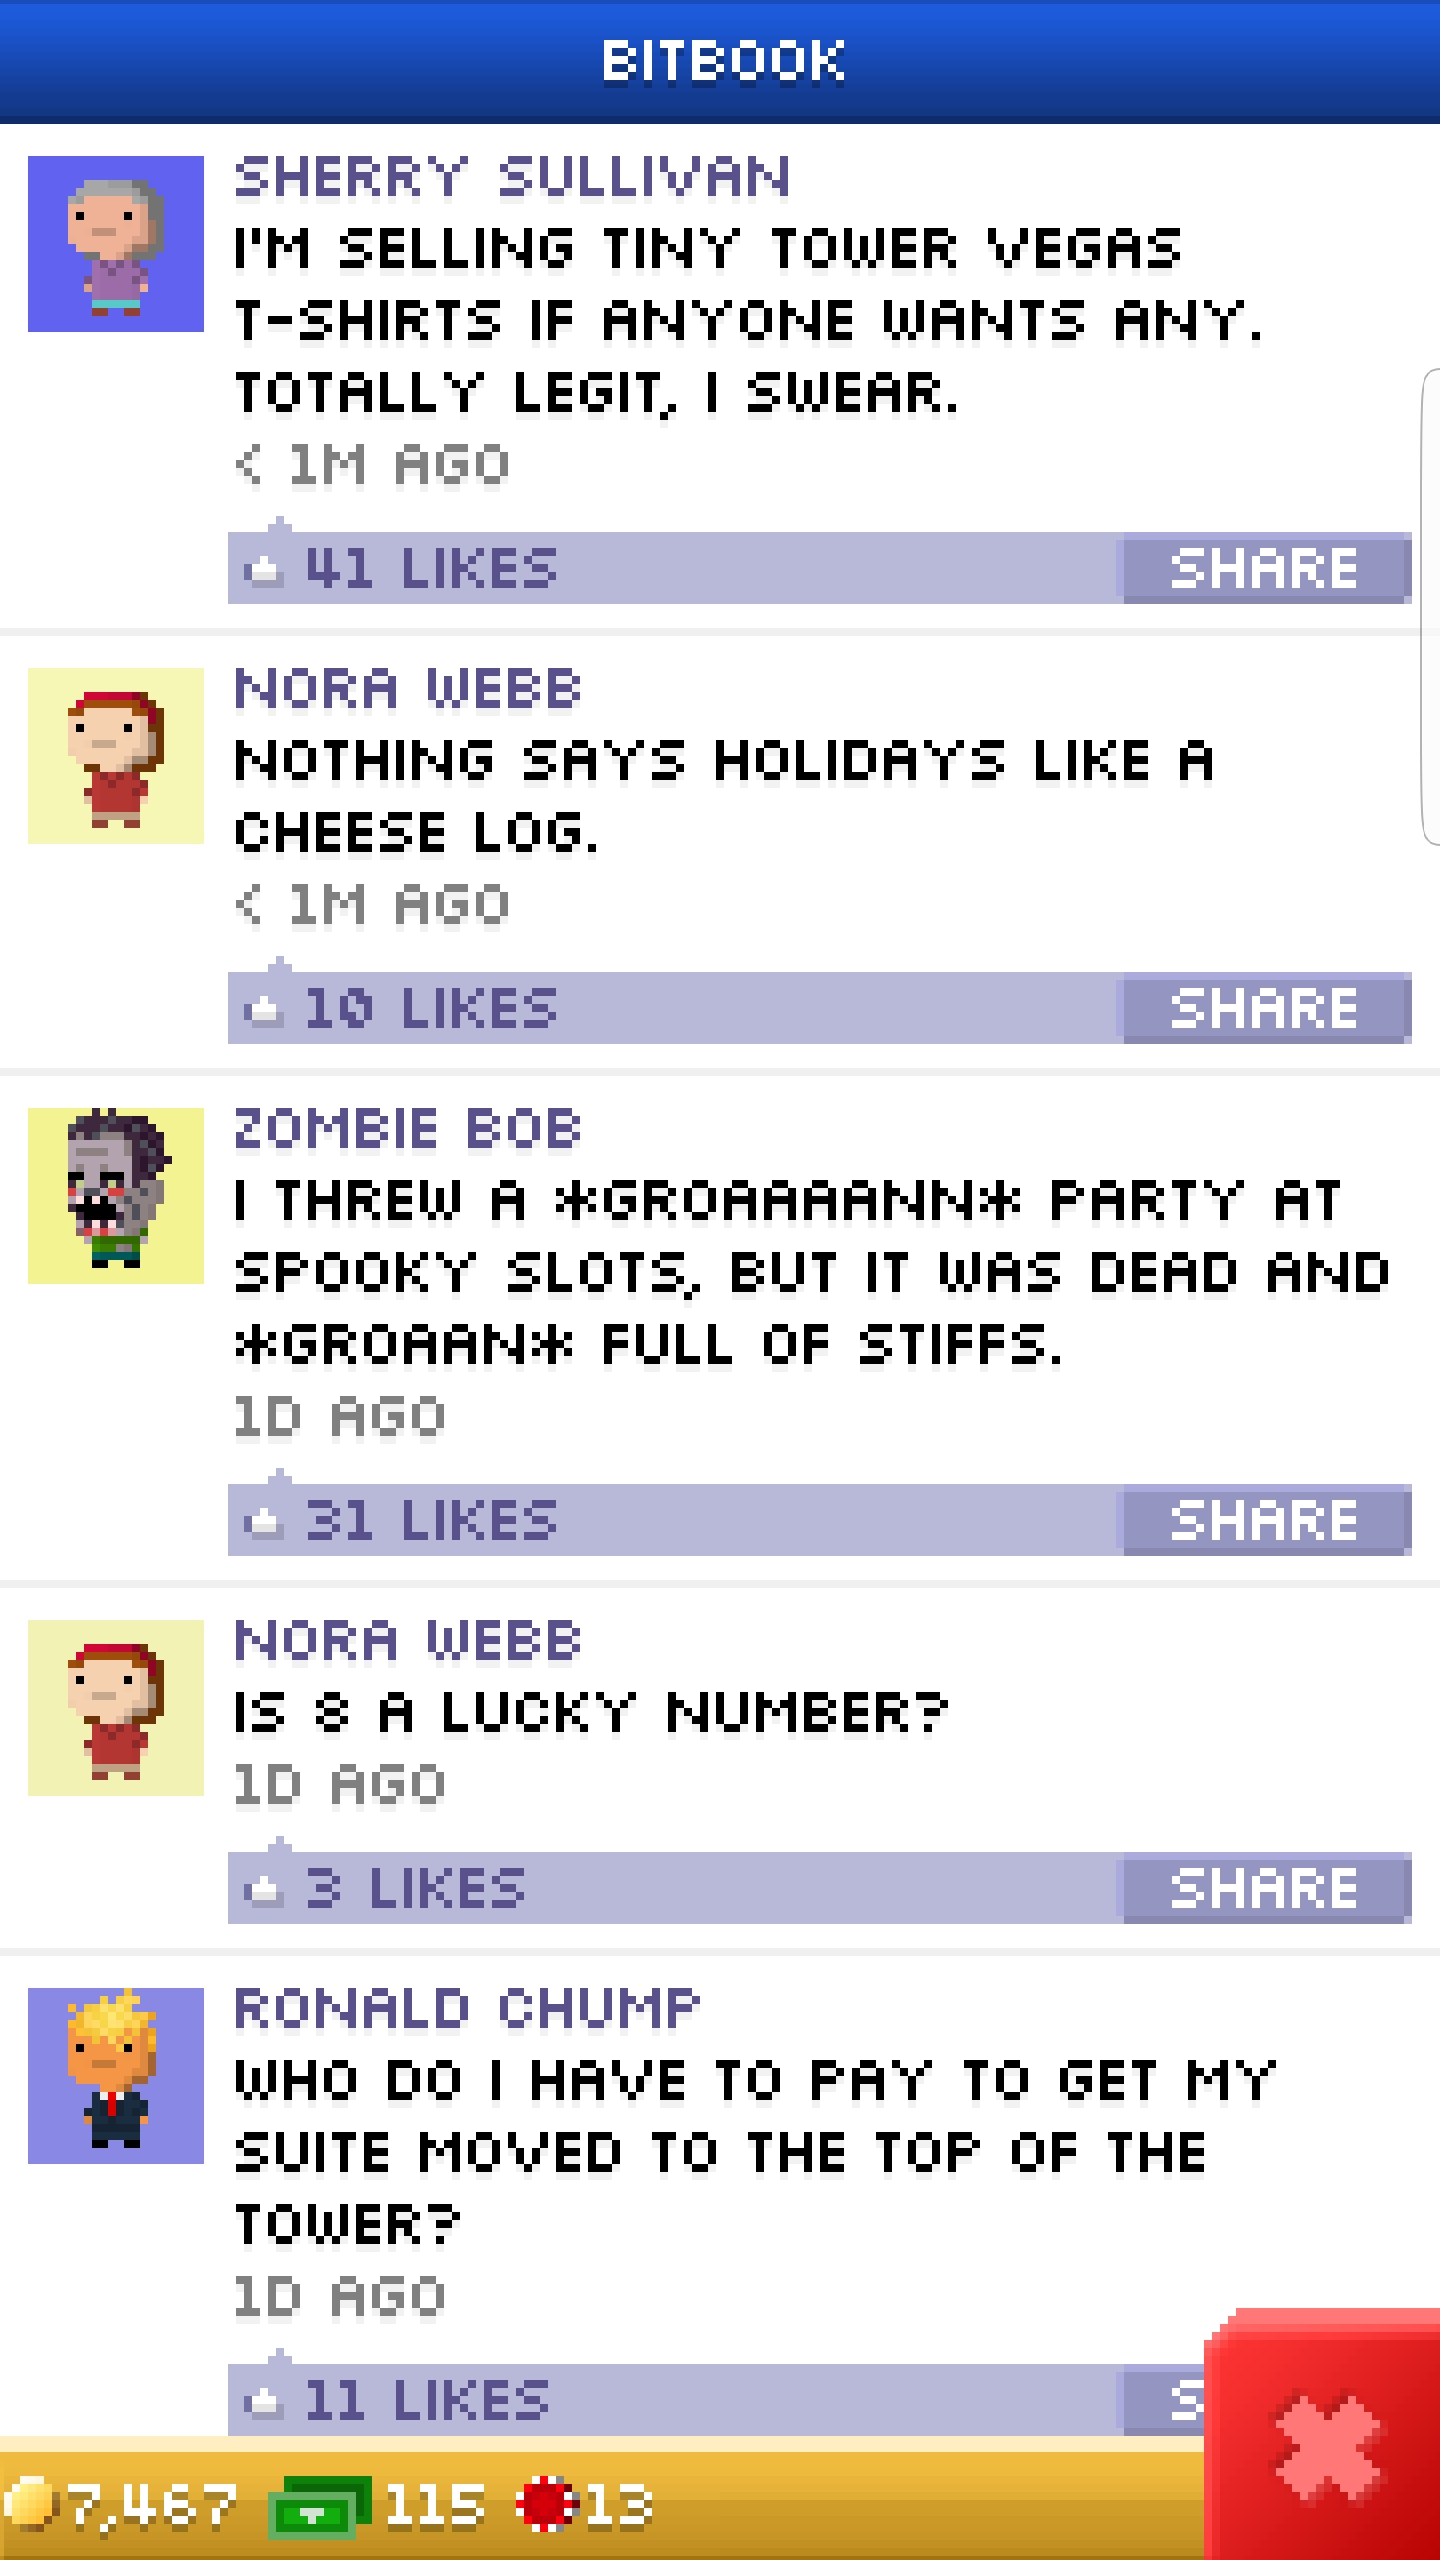 BITBOOK
SHERRY SULLIVAN
I'M SELLING TINY TOWER VEGAS
T-SHIRTS IF ANYONE WANTS ANY.
TOTALLY LEGIT, I SWEAR.
< 1M AGO
41 LIKES SHARE
NORA WEBB
NOTHING SAYS HOLIDAYS LIKE A
CHEESE LOG.
< 1M AGO
10 LIKES SHARE
ZOMBIE BOB
I THREW A *GROAAAANN* PARTY AT
SPOOKY SLOTS, BUT IT WAS DEAD AND
*GROAAN* FULL OF STIFFS.
1D AGO
31 LIKES SHARE
NORA WEBB
IS 8 A LUCKY NUMBER?
1D AGO
3 LIKES SHARE
RONALD CHUMP
WHO DO I HAVE TO PAY TO GET MY
SUITE MOVED TO THE TOP OF THE
TOWER?
1D AGO
11 LIKES S
7,467 115 13